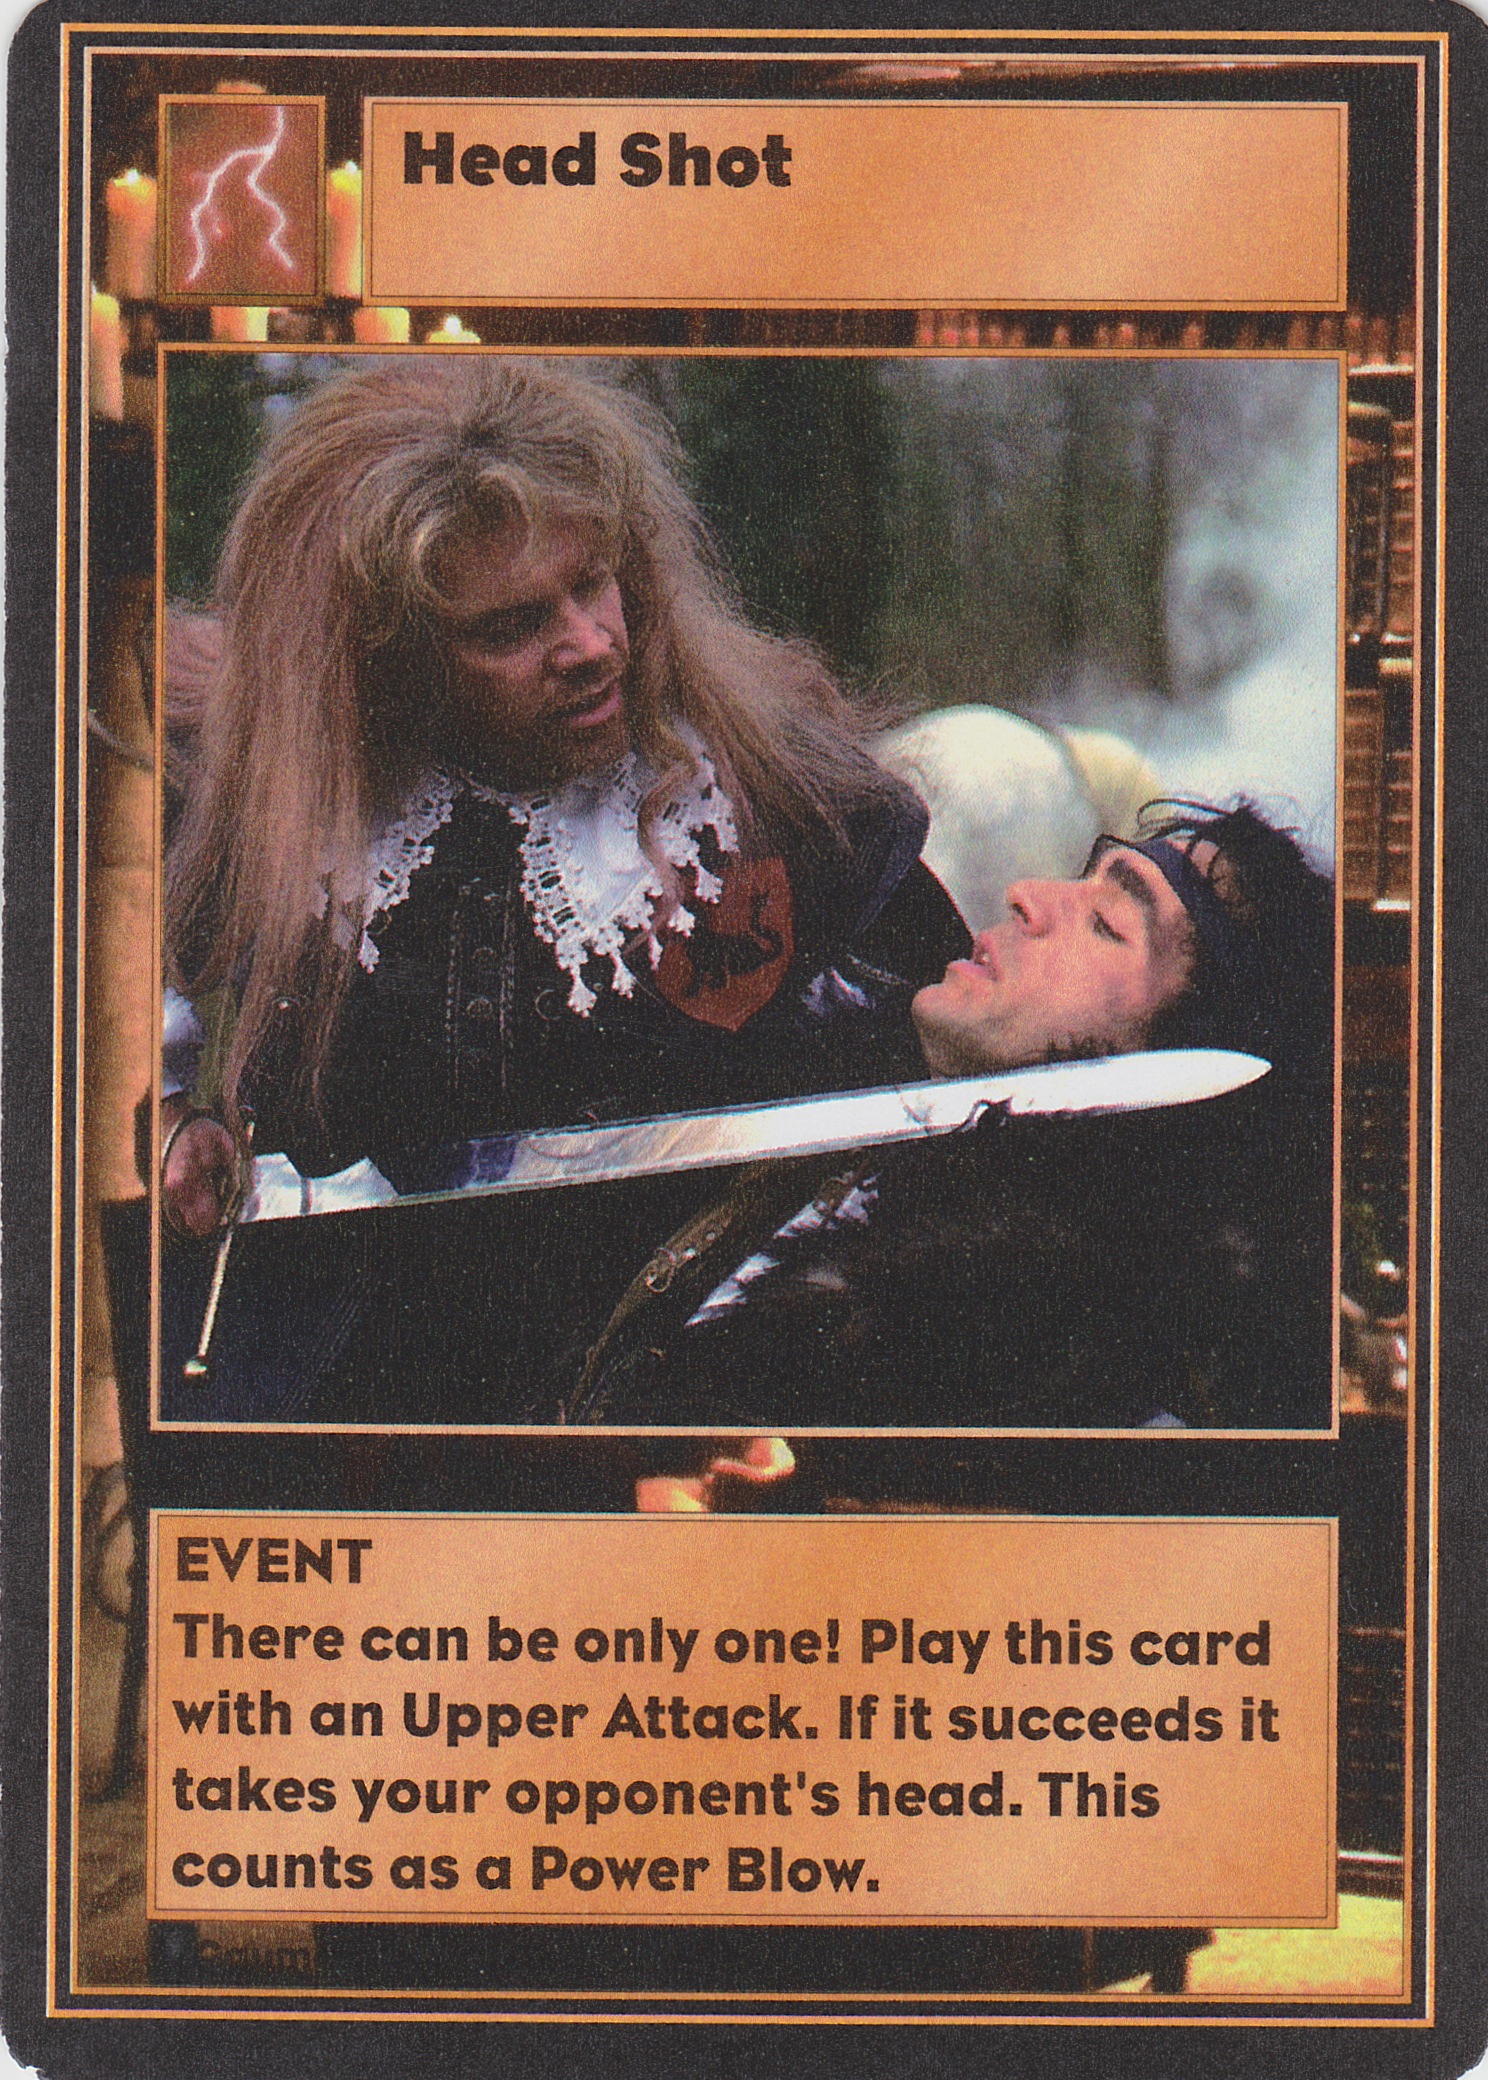 Head Shot
EVENT
There can be only one! Play this card
with an Upper Attack. If it succeeds it
takes your opponent's head. This
counts as a Power Blow.